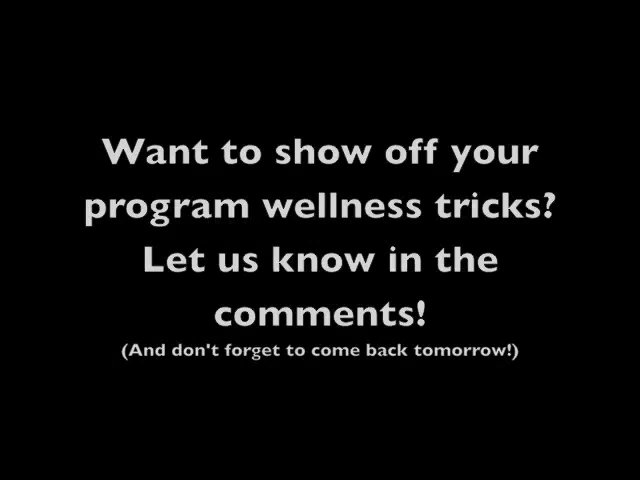 Want to show off your
program wellness tricks?
Let us know in the
comments!
(And don't forget to come back tomorrow!)